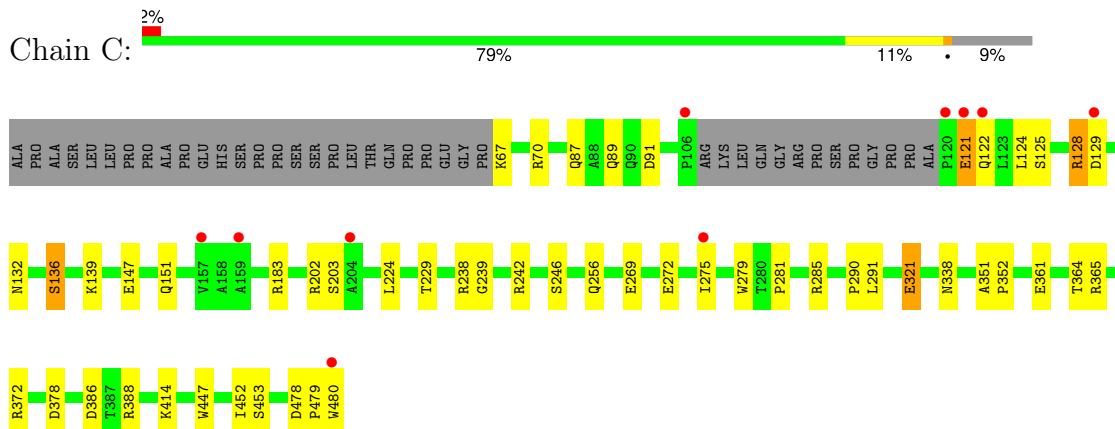 2%
Chain C:
79% 11% • 9%
ALA PRO ALA SER LEU LEU PRO PRO ALA PRO GLU HIS SER PRO PRO SER SER PRO LEU THR GLN PRO PRO GLU GLY PRO K67 R70 Q87 A88 Q89 Q90 D91 P106 ARG LYS LEU GLN GLY ARG PRO SER PRO GLY PRO PRO ALA P120 E121 Q122 L123 L124 S125 R128 D129
N132 S136 K139 E147 Q151 V157 A158 A159 R183 R202 S203 A204 L224 T229 R238 G239 R242 S246 Q256 E269 E272 I275 W279 T280 P281 R285 P290 L291 E321 N338 A351 P352 E361 T364 R365
R372 D378 D386 T387 R388 K414 W447 I452 S453 D478 P479 W480